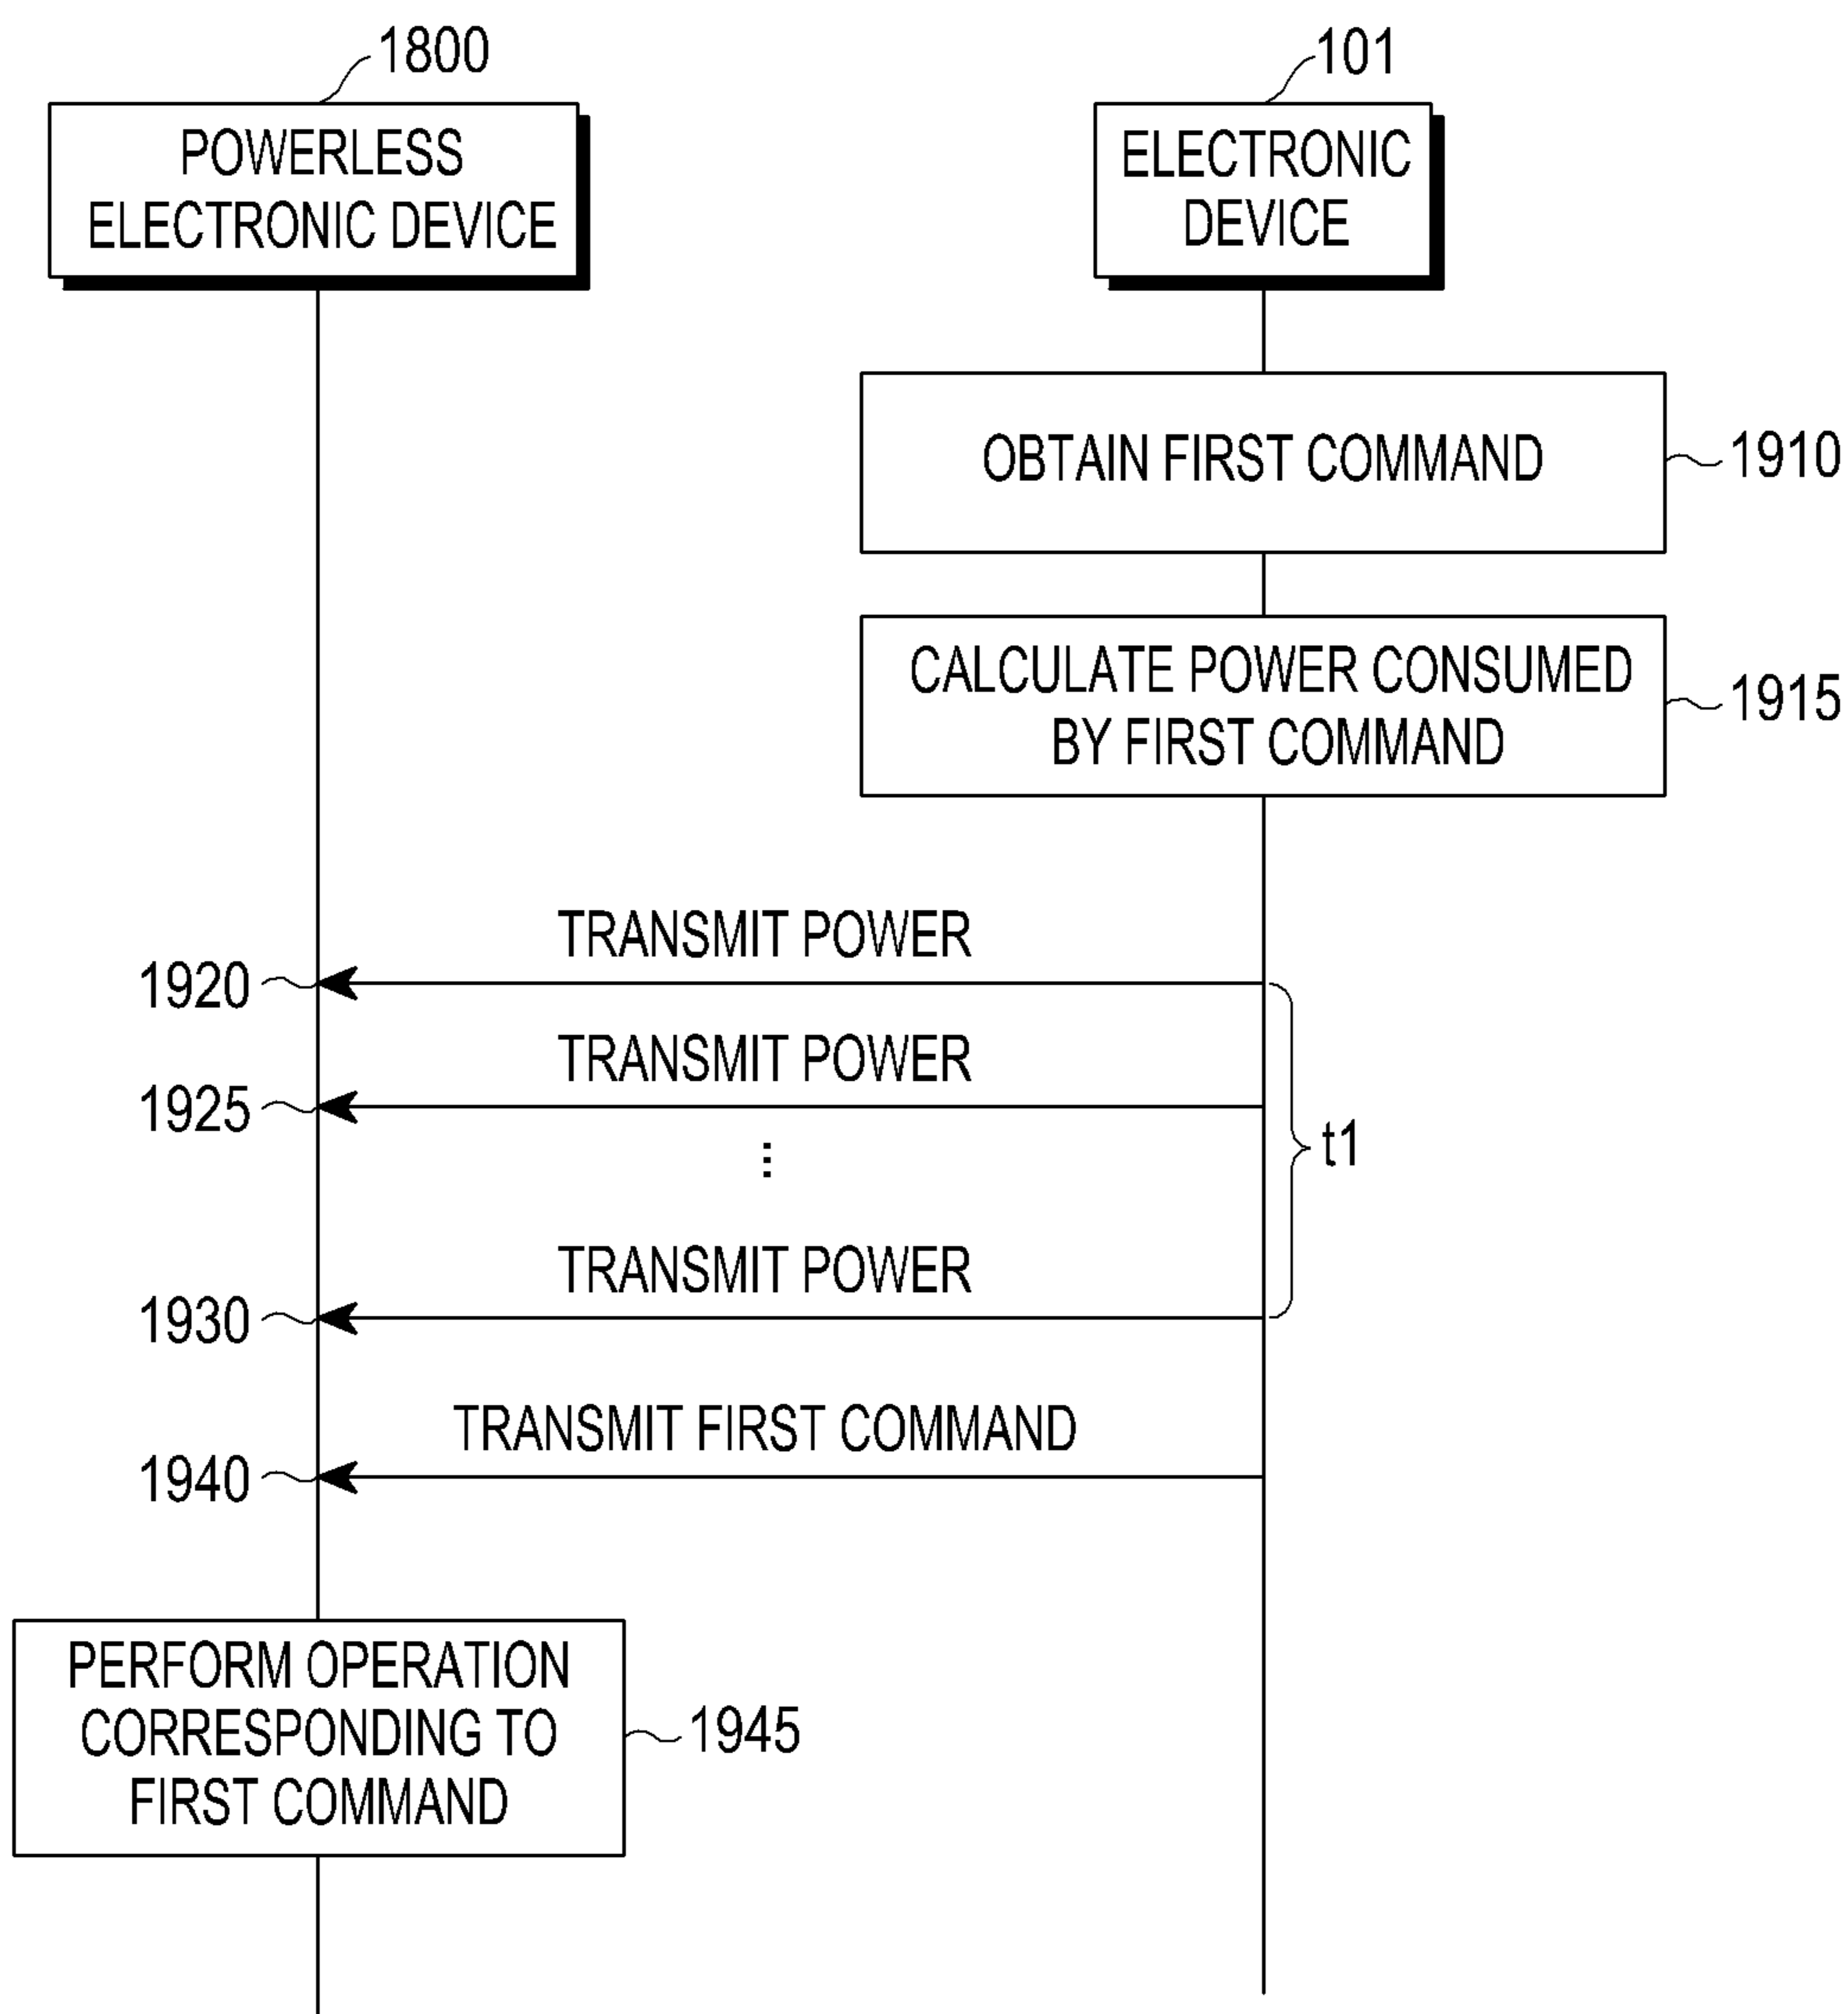 1800
101
POWERLESS
ELECTRONIC DEVICE
ELECTRONIC
DEVICE
OBTAIN FIRST COMMAND
1910
CALCULATE POWER CONSUMED
BY FIRST COMMAND
1915
TRANSMIT POWER
1920
TRANSMIT POWER
1925
t1
TRANSMIT POWER
1930
TRANSMIT FIRST COMMAND
1940
PERFORM OPERATION
CORRESPONDING TO
FIRST COMMAND
1945